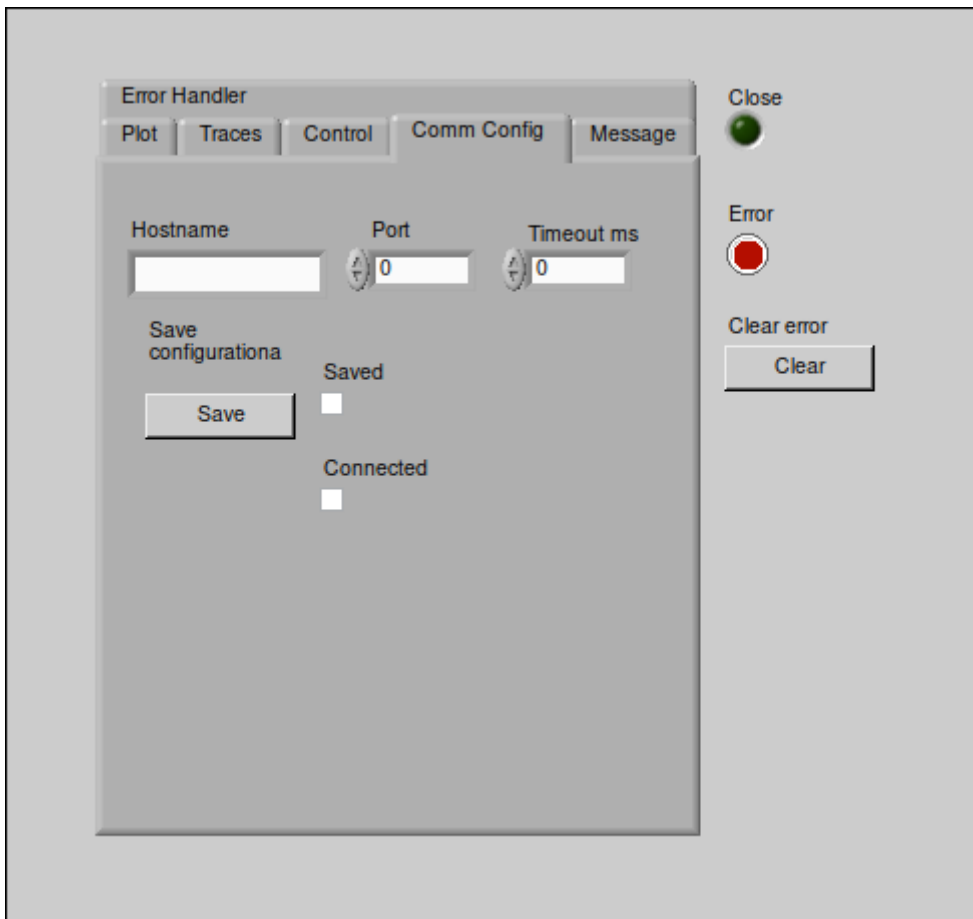 Error Handler
Plot Traces Control Comm Config Message
Close
Error
Hostname Port Timeout ms
0 0
Save
configurationa
Saved
Save
Connected
Clear error
Clear